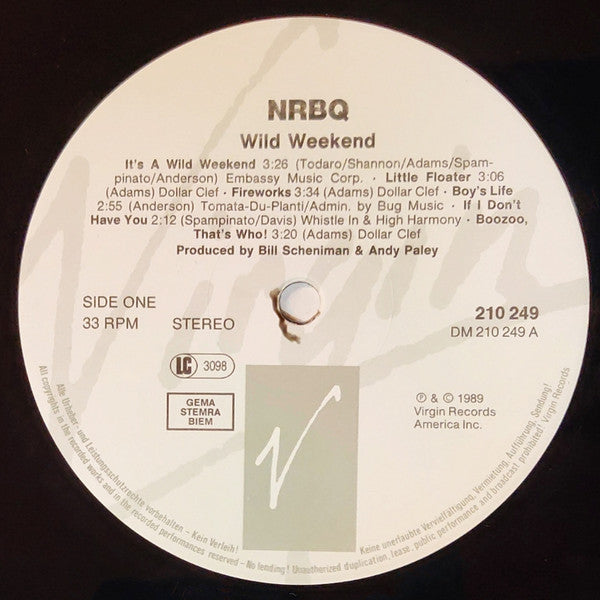 NRBQ
Wild Weekend
It's A Wild Weekend 3:26 (Todaro/Shannon/Adams/Spam-
pinato/Anderson) Embassy Music Corp. · Little Floater 3:06
(Adams) Dollar Clef · Fireworks 3:34 (Adams) Dollar Clef · Boy's Life
2:55 (Anderson) Tomata-Du-Planti/Admin. by Bug Music · If I Don't
Have You 2:12 (Spampinato/Davis) Whistle In & High Harmony · Boozoo,
That's Who! 3:20 (Adams) Dollar Clef
Produced by Bill Scheniman & Andy Paley
Virgin
SIDE ONE
33 RPM STEREO
210 249
DM 210 249 A
LC 3098
GEMA
STEMRA
BIEM
℗ & © 1989
Virgin Records
America Inc.
V
Alle Urheber- und Leistungsschutzrechte vorbehalten - Kein Verleih! Keine unerlaubte Vervielfältigung, Vermietung, Aufführung, Sendung!
All copyrights in the recorded works and in the recorded performances reserved – No lending! Unauthorized duplication, lease, public performance and broadcast prohibited! Virgin Records